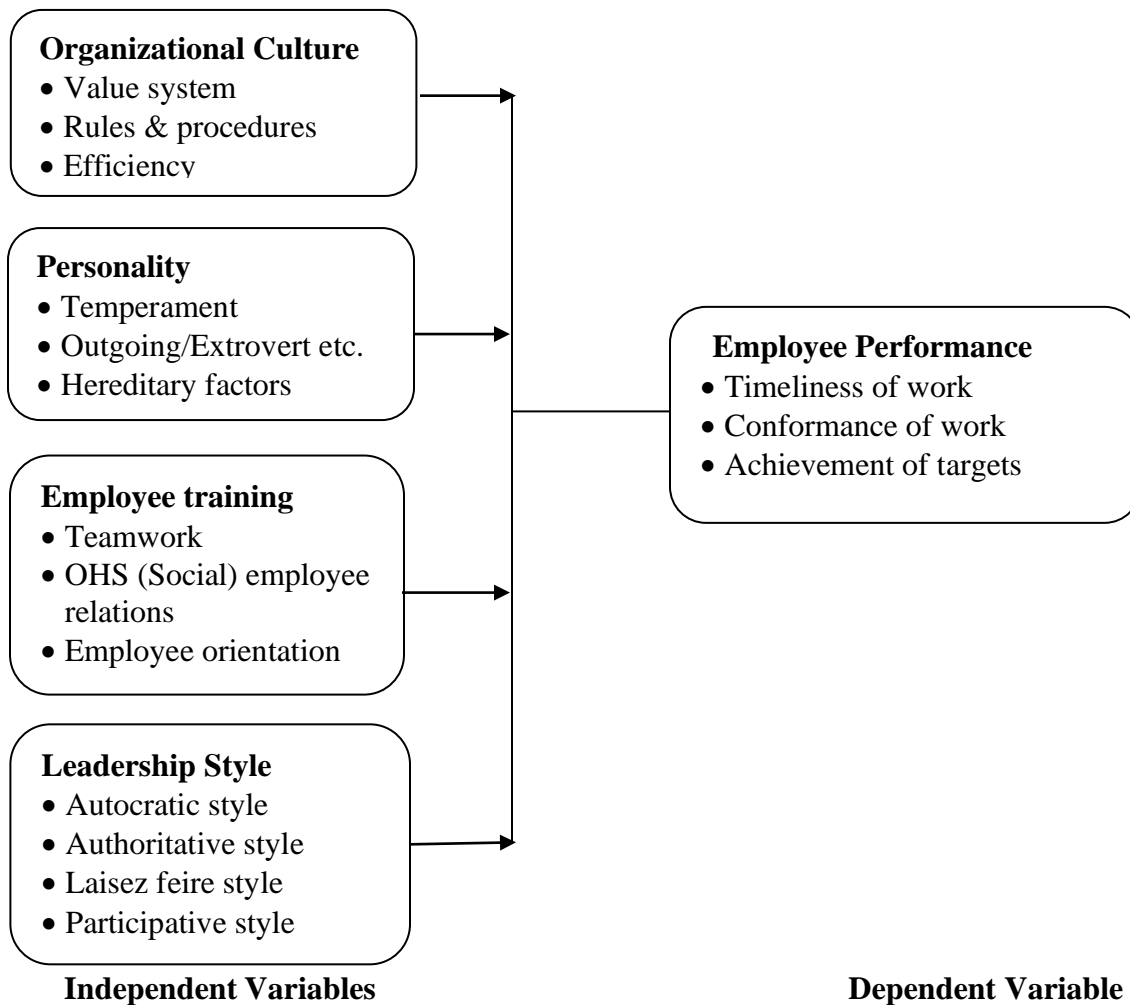 Organizational Culture
• Value system
• Rules & procedures
• Efficiency
Personality
• Temperament
• Outgoing/Extrovert etc.
• Hereditary factors
Employee training
• Teamwork
• OHS (Social) employee
relations
• Employee orientation
Leadership Style
• Autocratic style
• Authoritative style
• Laisez feire style
• Participative style
Independent Variables
Employee Performance
• Timeliness of work
• Conformance of work
• Achievement of targets
Dependent Variable